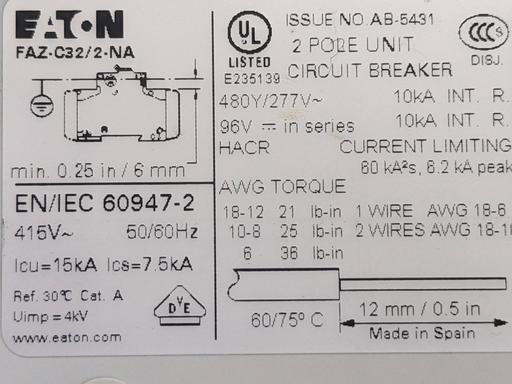 EATON
FAZ-C32/2-NA
min. 0.25 in / 6 mm
EN/IEC 60947-2
415V~ 50/60Hz
Icu=15kA Ics=7.5kA
Ref. 30°C Cat. A
Uimp = 4kV
www.eaton.com
DVE
UL
LISTED
E235139
ISSUE NO. AB-5431
2 POLE UNIT
CIRCUIT BREAKER
CCC S
DISJ.
480Y/277V~ 10kA INT. R.
96V ⎓ in series 10kA INT. R.
HACR CURRENT LIMITING
60 kA²s, 6.2 kA peak
AWG TORQUE
18-12 21 lb-in 1 WIRE AWG 18-6
10-8 25 lb-in 2 WIRES AWG 18-10
6 36 lb-in
60/75° C
12 mm / 0.5 in
Made in Spain